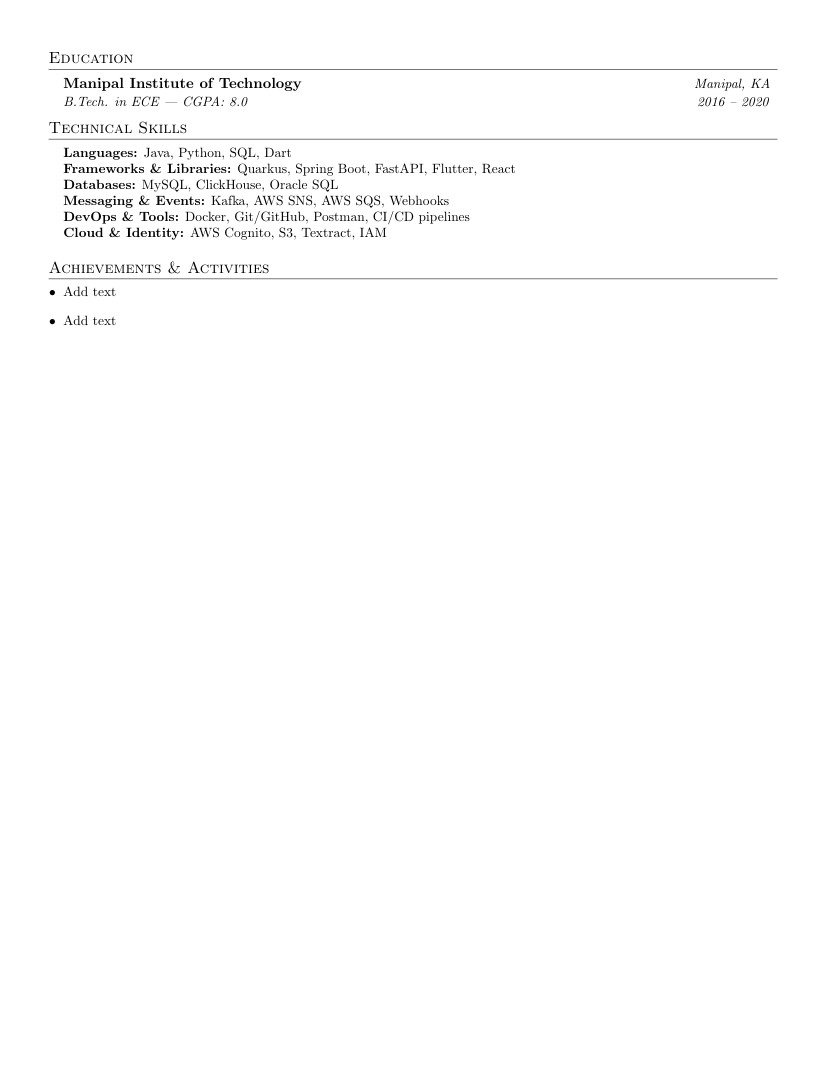 Education
Manipal Institute of Technology Manipal, KA
B.Tech. in ECE — CGPA: 8.0 2016 – 2020
Technical Skills
Languages: Java, Python, SQL, Dart
Frameworks & Libraries: Quarkus, Spring Boot, FastAPI, Flutter, React
Databases: MySQL, ClickHouse, Oracle SQL
Messaging & Events: Kafka, AWS SNS, AWS SQS, Webhooks
DevOps & Tools: Docker, Git/GitHub, Postman, CI/CD pipelines
Cloud & Identity: AWS Cognito, S3, Textract, IAM
Achievements & Activities
• Add text
• Add text